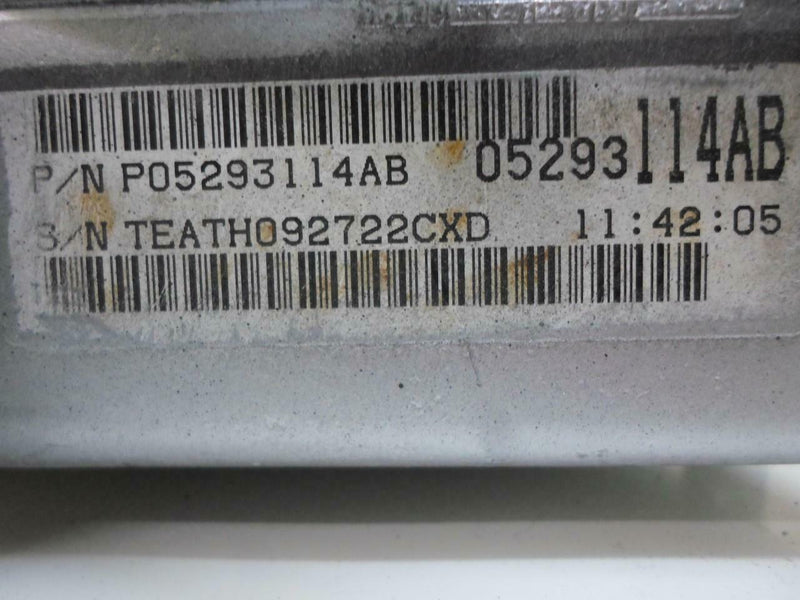 P/N P05293114AB 05293114AB
S/N TEATH092722CXD 11:42:05